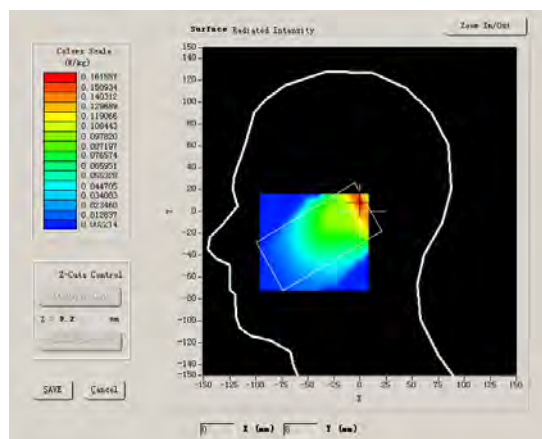 Surface Radiated Intensity
Zoom In/Out
Colors Scale
(W/kg)
0.161557
0.150934
0.140312
0.129689
0.119066
0.108443
0.097820
0.087197
0.076574
0.065951
0.055328
0.044705
0.034083
0.023460
0.012837
150
140
120
100
80
60
40
20
0
-20
-40
-60
-80
-100
-120
-140
-150
Y
-150 -125 -100 -75 -50 -25 0 25 50 75 100 125 150
X
Z-Cuts Control
Z = 9.2 mm
SAVE Cancel
0 X (mm) 0 Y (mm)